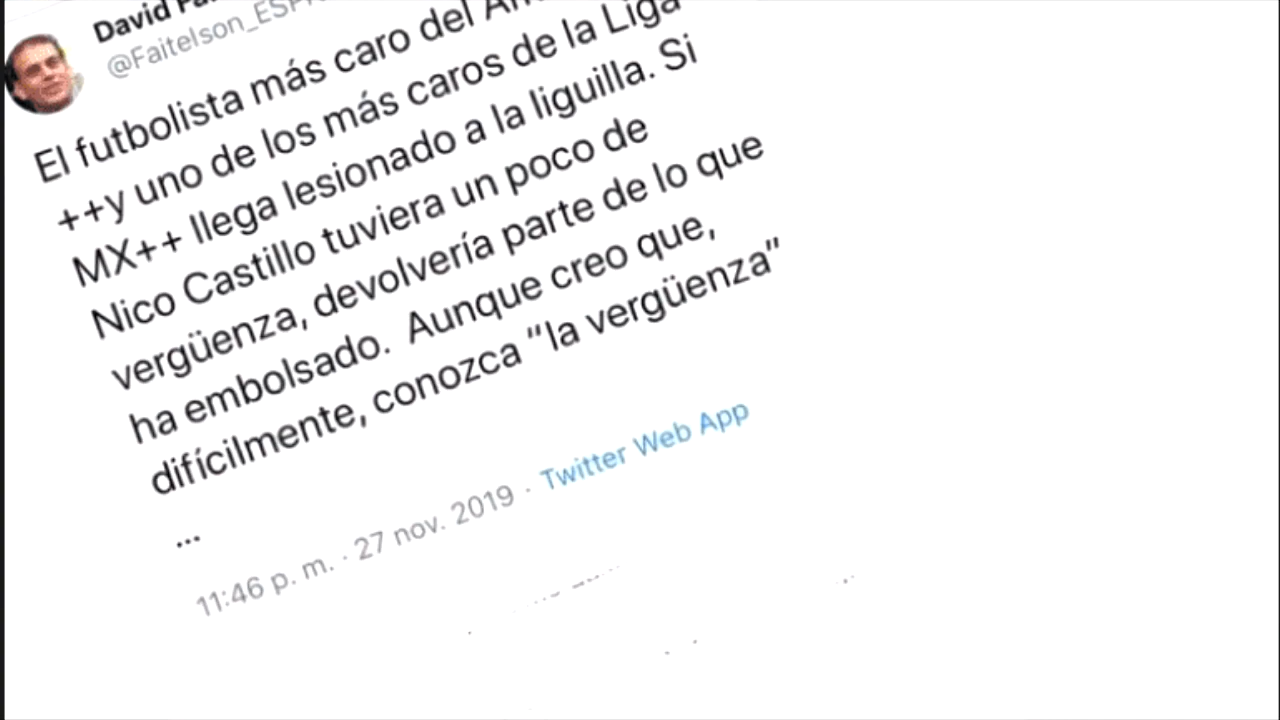 David
@Faitelson_ESP
El futbolista más caro del
++y uno de los más caros de la Liga
MX++ llega lesionado a la liguilla. Si
Nico Castillo tuviera un poco de
vergüenza, devolvería parte de lo que
ha embolsado. Aunque creo que,
difícilmente, conozca “la vergüenza”
...
11:46 p. m. · 27 nov. 2019 · Twitter Web App